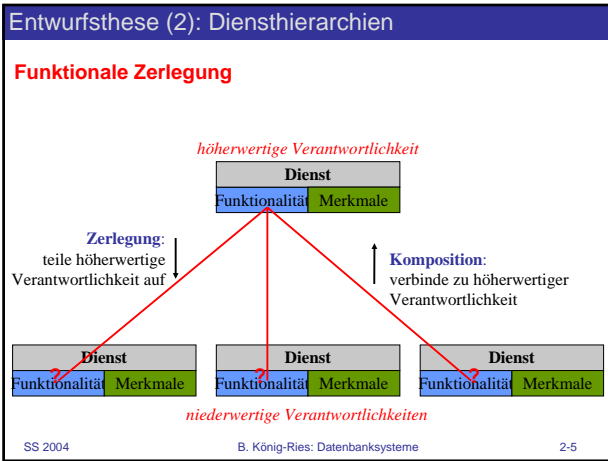 Entwurfsthese (2): Diensthierarchien
Funktionale Zerlegung
höherwertige Verantwortlichkeit
Dienst
Funktionalität Merkmale
Zerlegung:
teile höherwertige
Verantwortlichkeit auf
Komposition:
verbinde zu höherwertiger
Verantwortlichkeit
Dienst Dienst Dienst
? ? ?
Funktionalität Merkmale Funktionalität Merkmale Funktionalität Merkmale
niederwertige Verantwortlichkeiten
SS 2004 B. König-Ries: Datenbanksysteme 2-5